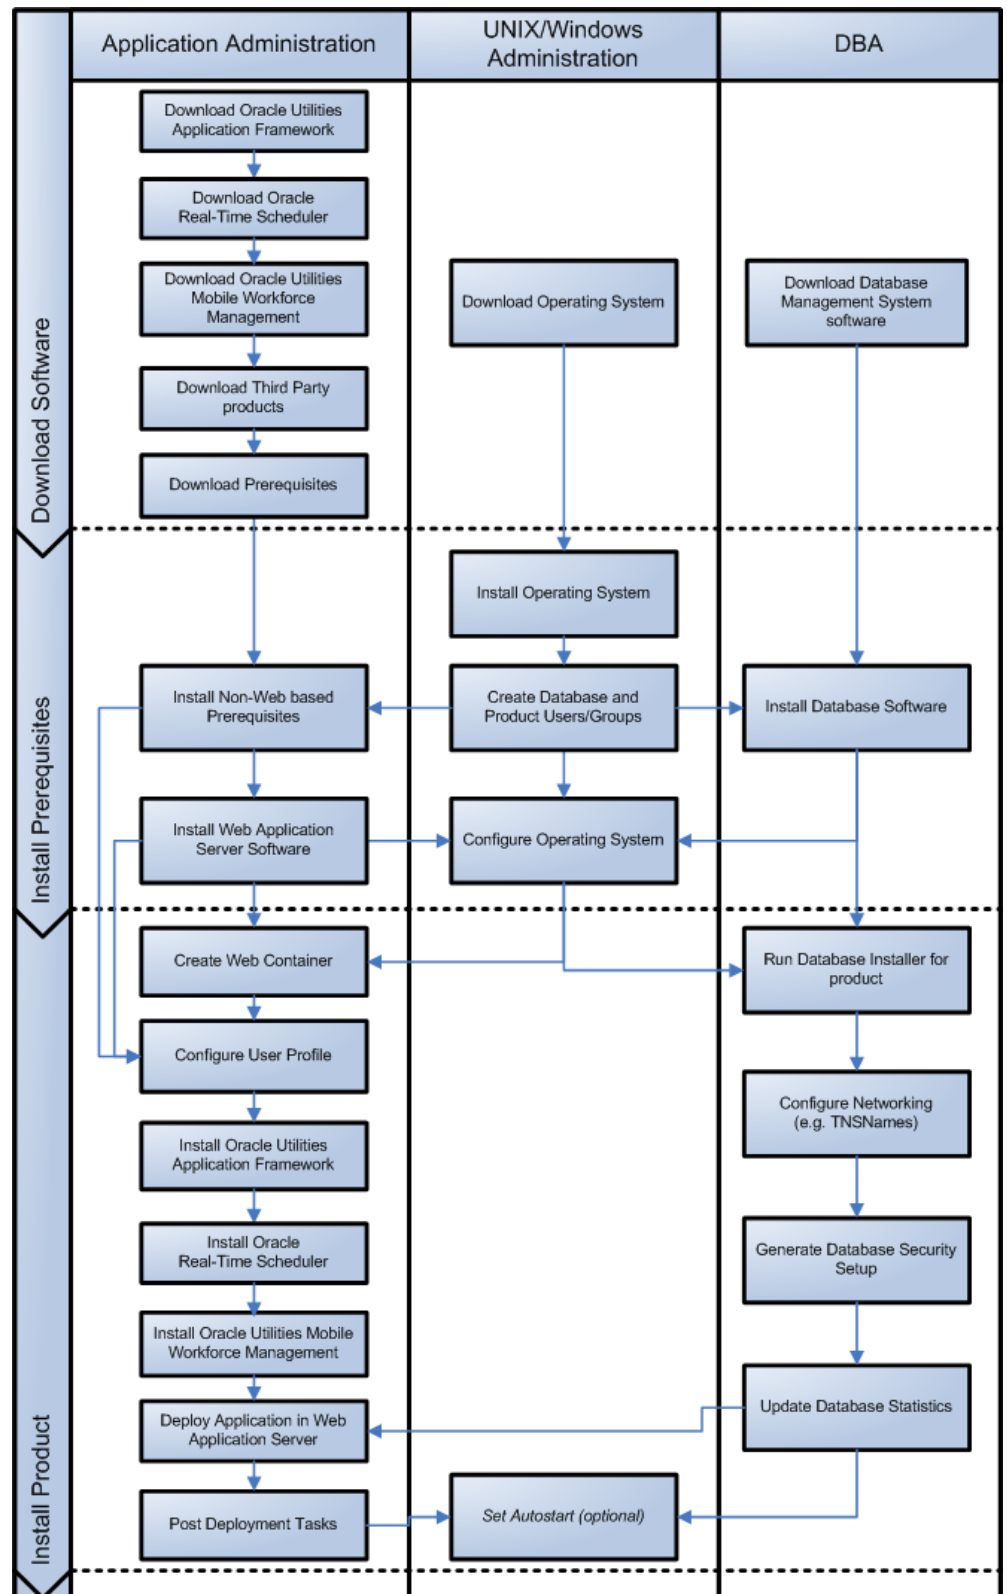 Application Administration
UNIX/Windows
Administration
DBA
Download Software
Download Oracle Utilities
Application Framework
Download Oracle
Real-Time Scheduler
Download Oracle Utilities
Mobile Workforce
Management
Download Third Party
products
Download Prerequisites
Download Operating System
Download Database
Management System
software
Install Prerequisites
Install Operating System
Install Non-Web based
Prerequisites
Create Database and
Product Users/Groups
Install Database Software
Install Web Application
Server Software
Configure Operating System
Install Product
Create Web Container
Run Database Installer for
product
Configure User Profile
Configure Networking
(e.g. TNSNames)
Install Oracle Utilities
Application Framework
Install Oracle
Real-Time Scheduler
Generate Database Security
Setup
Install Oracle Utilities Mobile
Workforce Management
Deploy Application in Web
Application Server
Update Database Statistics
Post Deployment Tasks
Set Autostart (optional)